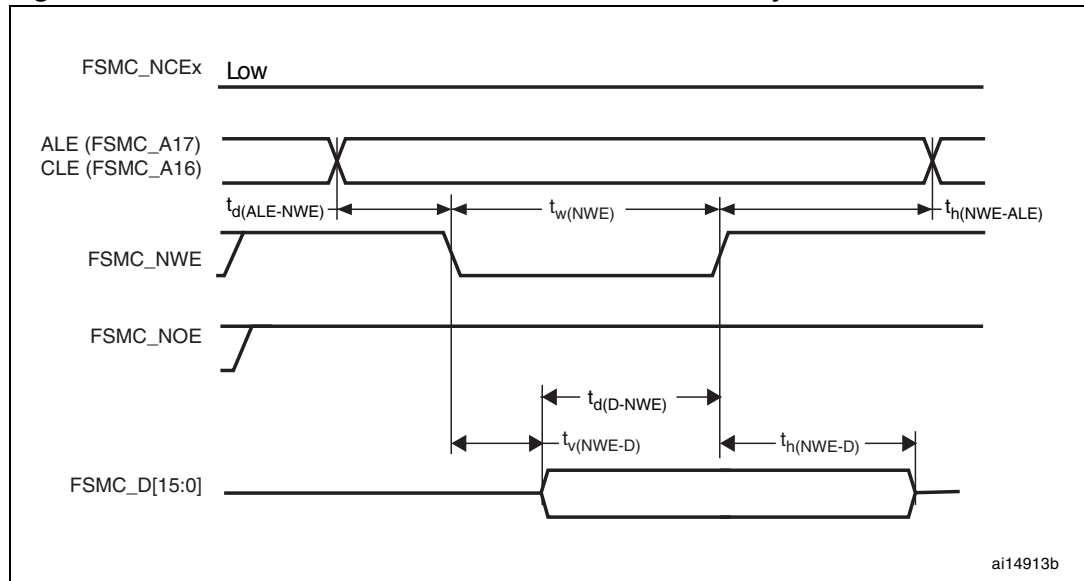 FSMC_NCEx Low
ALE (FSMC_A17)
CLE (FSMC_A16)
td(ALE-NWE) tw(NWE) th(NWE-ALE)
FSMC_NWE
FSMC_NOE
td(D-NWE)
tv(NWE-D) th(NWE-D)
FSMC_D[15:0]
ai14913b